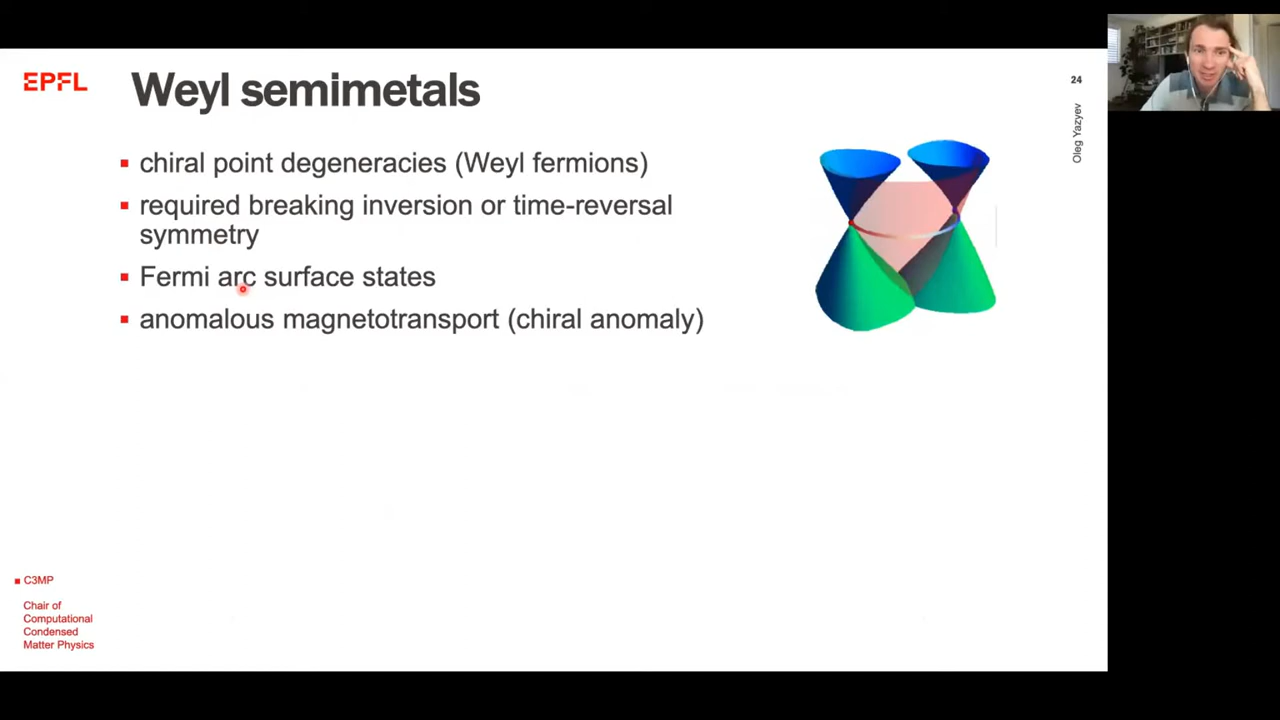 EPFL
Weyl semimetals
24
Oleg Yazyev
chiral point degeneracies (Weyl fermions)
required breaking inversion or time-reversal
symmetry
Fermi arc surface states
anomalous magnetotransport (chiral anomaly)
C3MP
Chair of
Computational
Condensed
Matter Physics